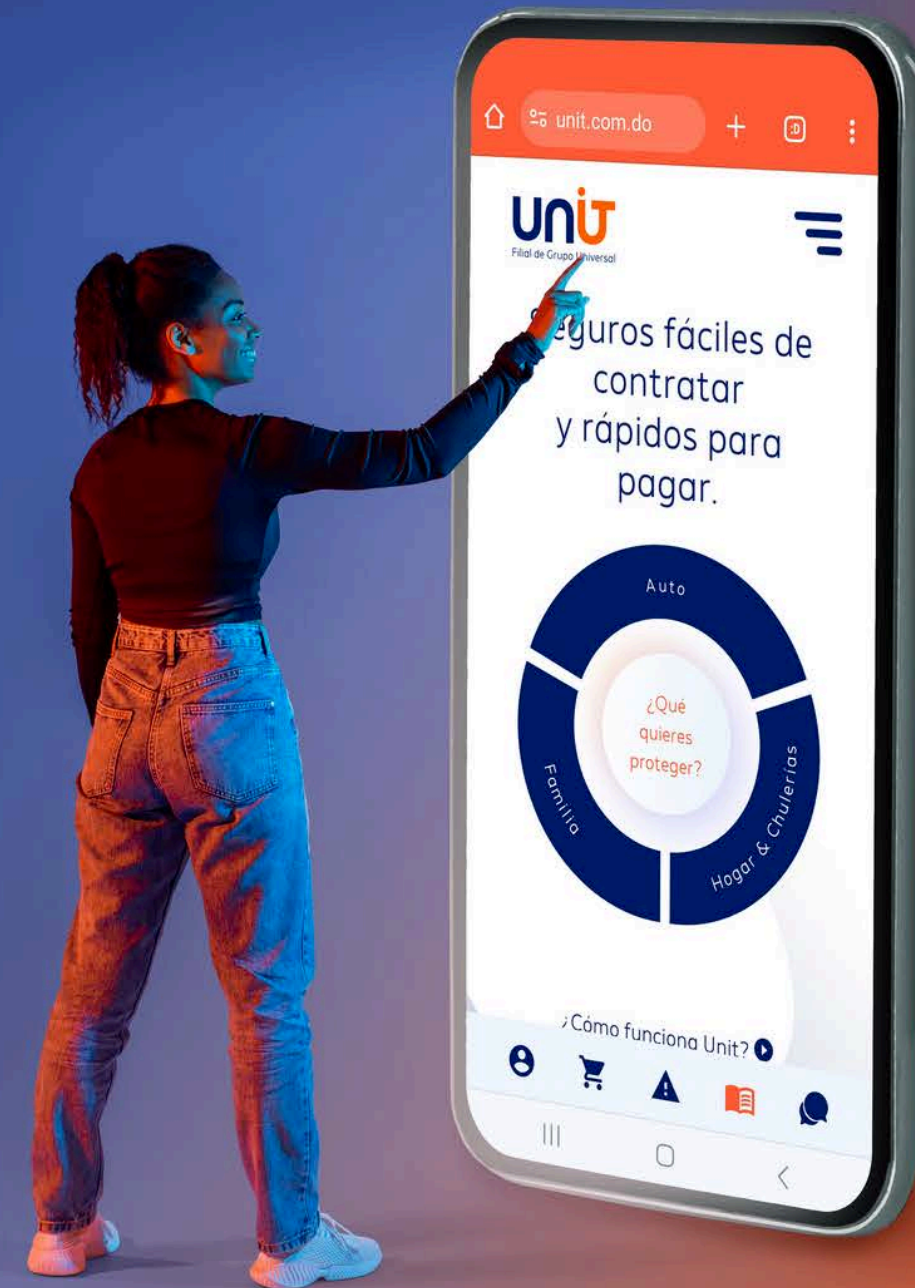 unit.com.do
:D
unit
Filial de Grupo Universal
Seguros fáciles de
contratar
y rápidos para
pagar.
Auto
¿Qué
quieres
proteger?
Familia
Hogar & Chulerías
¿Cómo funciona Unit?